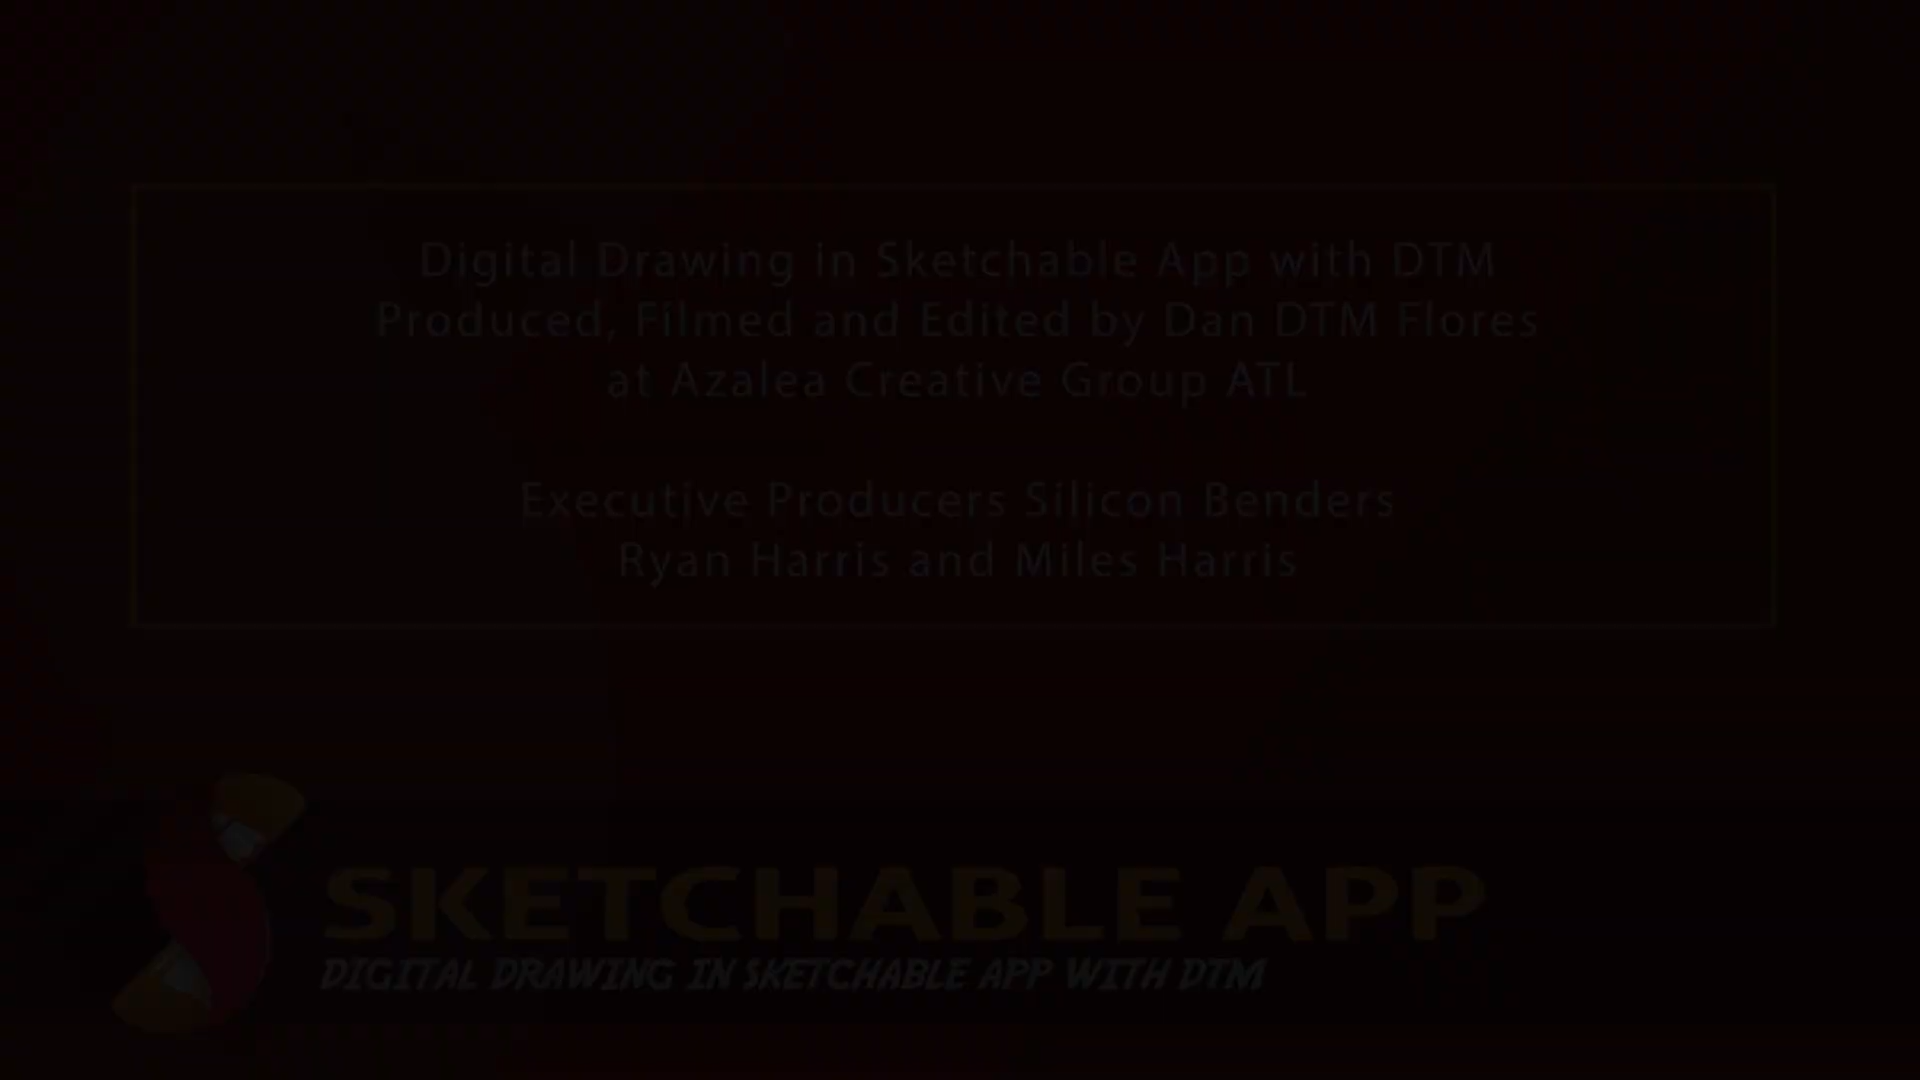 Digital Drawing in Sketchable App with DTM
Produced, Filmed and Edited by Dan DTM Flores
at Azalea Creative Group ATL
Executive Producers Silicon Benders
Ryan Harris and Miles Harris
SKETCHABLE APP
DIGITAL DRAWING IN SKETCHABLE APP WITH DTM